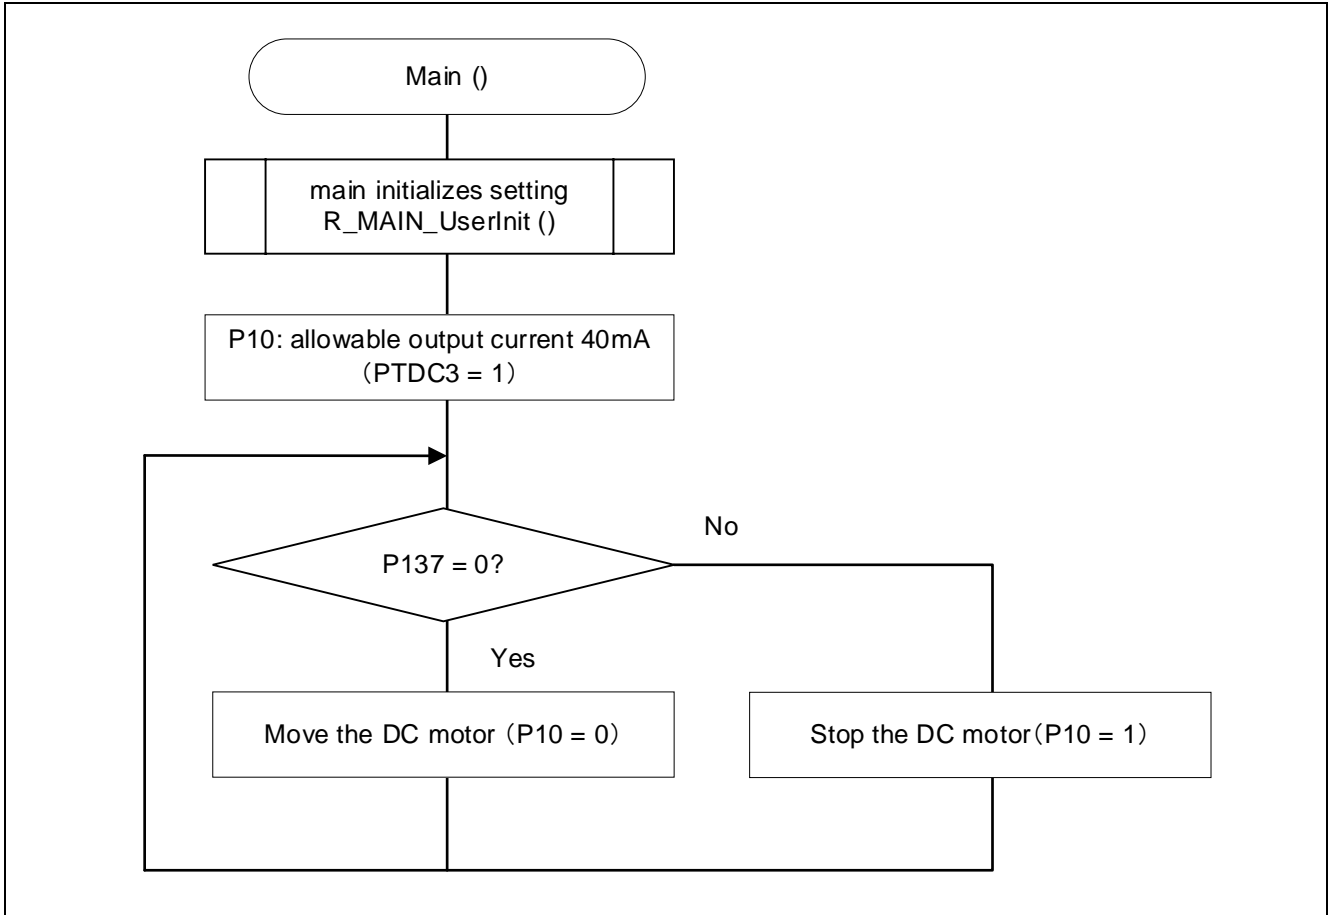 Main ()
main initializes setting
R_MAIN_UserInit ()
P10: allowable output current 40mA
（PTDC3 = 1）
No
P137 = 0?
Yes
Move the DC motor（P10 = 0）
Stop the DC motor（P10 = 1）